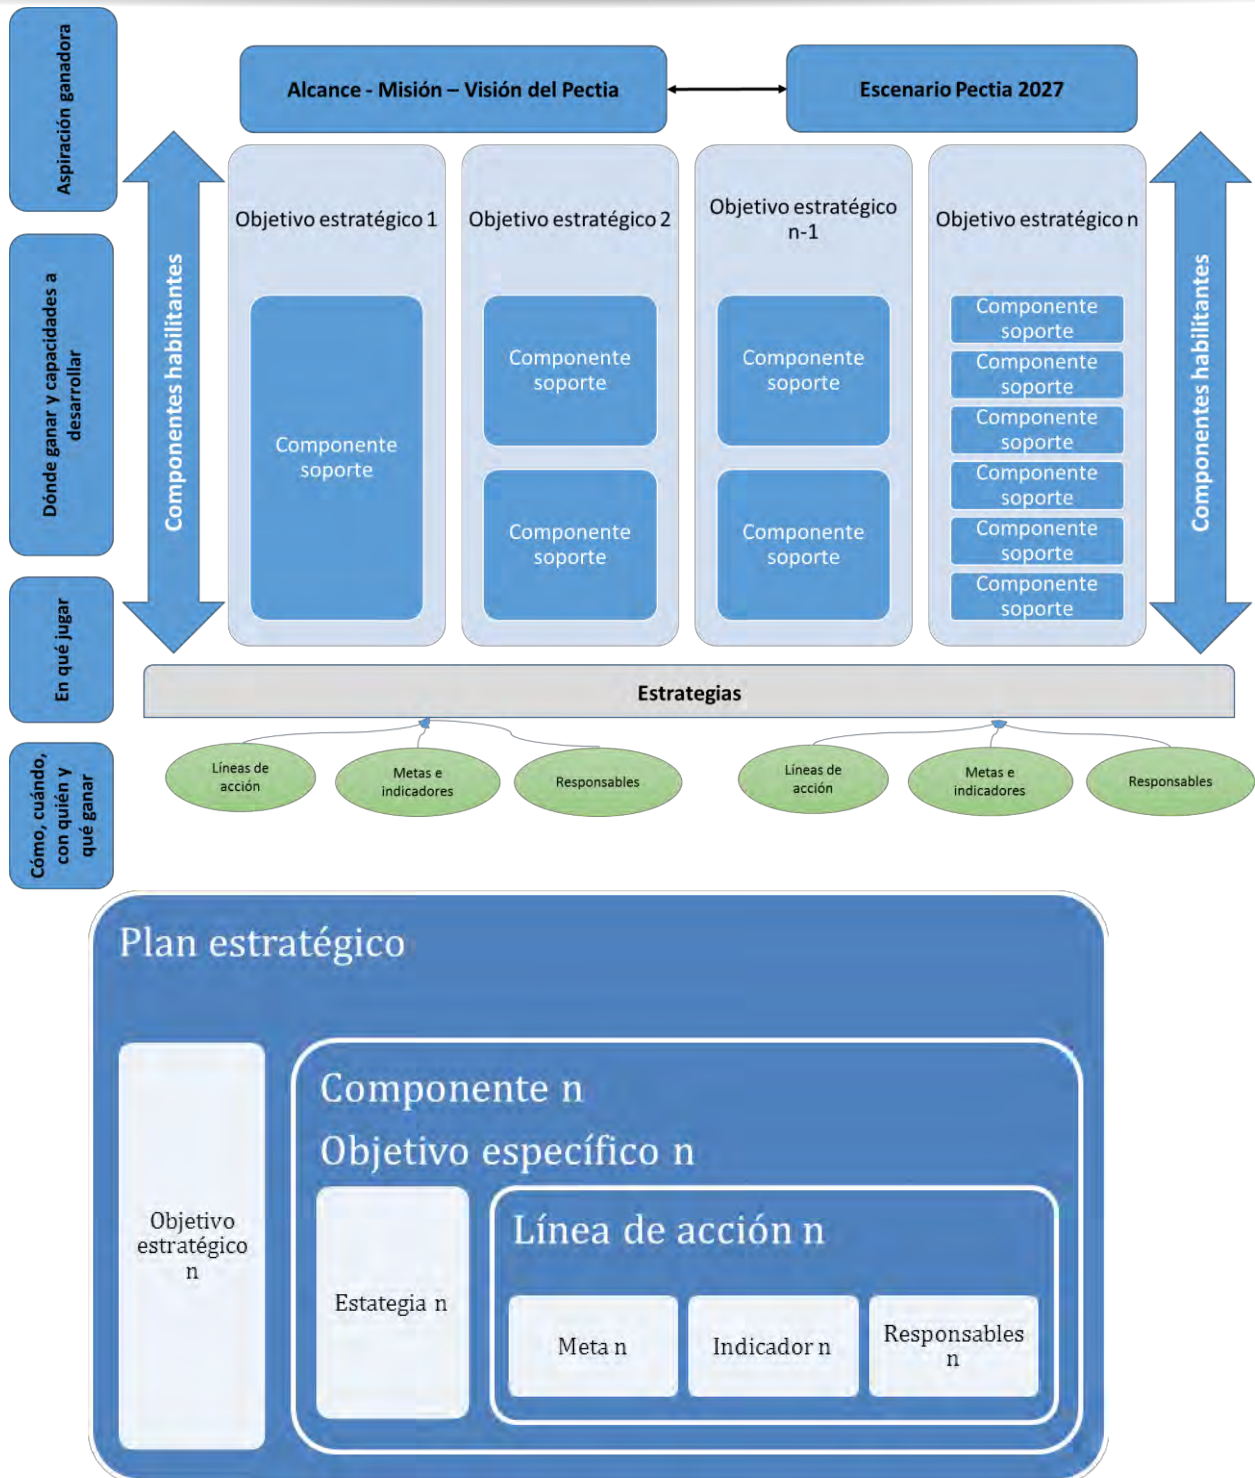 Aspiración ganadora
Alcance - Misión – Visión del Pectia
Escenario Pectia 2027
Dónde ganar y capacidades a
desarrollar
Componentes habilitantes
Objetivo estratégico 1
Componente
soporte
Objetivo estratégico 2
Componente
soporte
Componente
soporte
Objetivo estratégico
n-1
Componente
soporte
Componente
soporte
Objetivo estratégico n
Componente
soporte
Componente
soporte
Componente
soporte
Componente
soporte
Componente
soporte
Componente
soporte
Componentes habilitantes
En qué jugar
Estrategias
Cómo, cuándo,
con quién y
qué ganar
Líneas de
acción
Metas e
indicadores
Responsables
Líneas de
acción
Metas e
indicadores
Responsables
Plan estratégico
Objetivo
estratégico
n
Componente n
Objetivo específico n
Estategia n
Línea de acción n
Meta n
Indicador n
Responsables
n